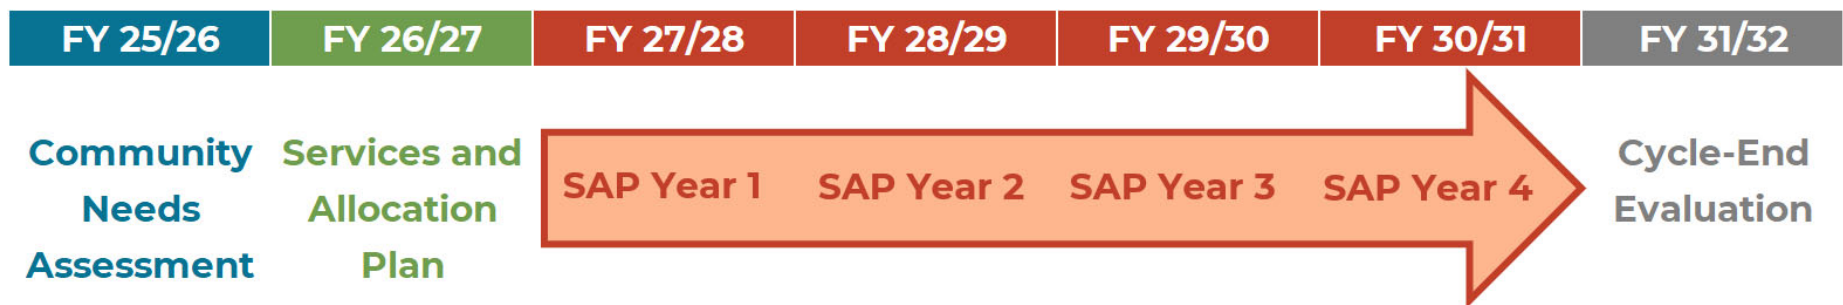 FY 25/26 FY 26/27 FY 27/28 FY 28/29 FY 29/30 FY 30/31 FY 31/32
Community
Needs
Assessment
Services and
Allocation
Plan
SAP Year 1 SAP Year 2 SAP Year 3 SAP Year 4
Cycle-End
Evaluation